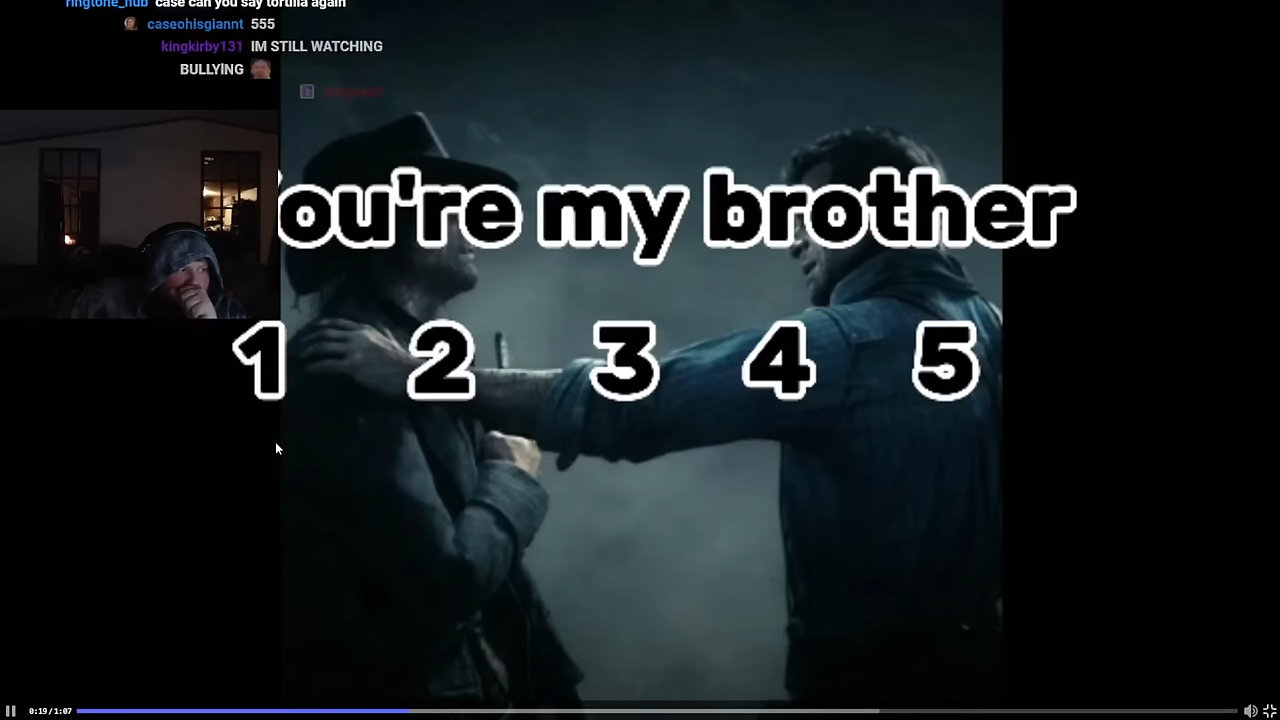 ringtone_hub case can you say tortilla again
caseohisgiannt 555
kingkirby131 IM STILL WATCHING
BULLYING
ou're my brother
1 2 3 4 5
0:19/1:07